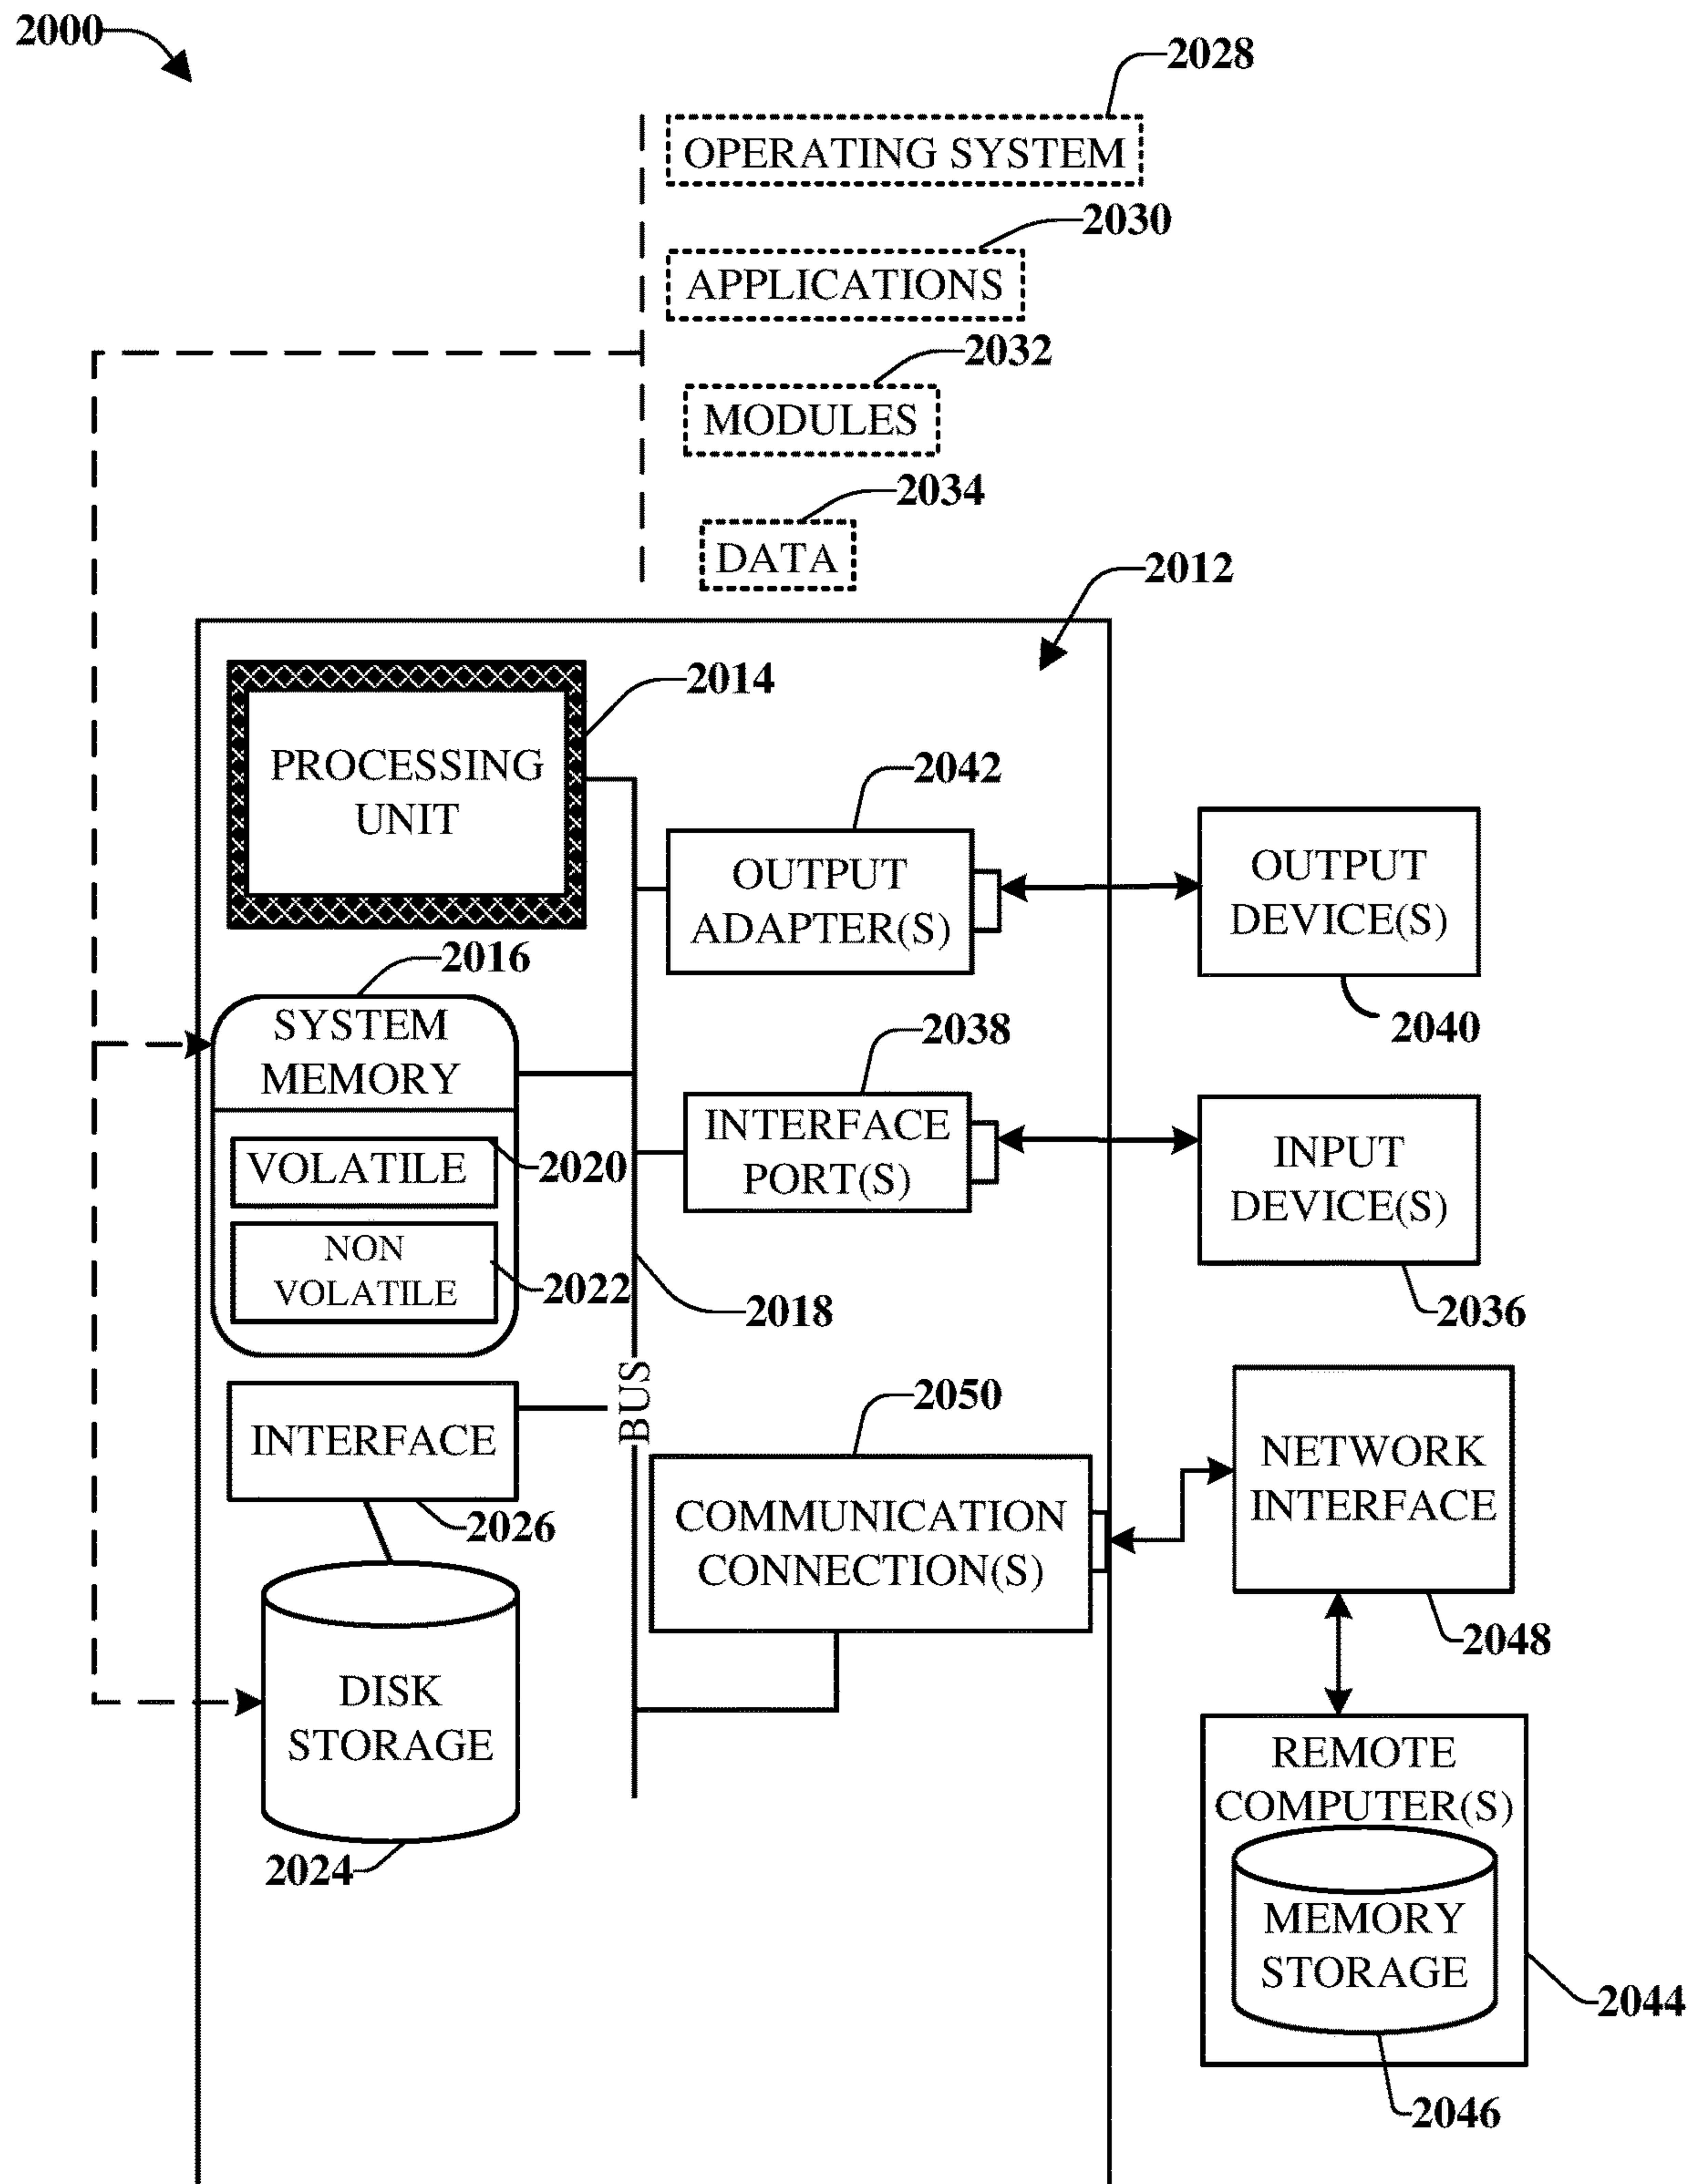 2000
2028
OPERATING SYSTEM
2030
APPLICATIONS
2032
MODULES
2034
DATA
2012
2014
PROCESSING
UNIT
2042
OUTPUT
ADAPTER(S)
OUTPUT
DEVICE(S)
2040
2016
SYSTEM
MEMORY
VOLATILE
2020
NON
VOLATILE
2022
2038
INTERFACE
PORT(S)
INPUT
DEVICE(S)
2036
2018
BUS
INTERFACE
2026
2050
COMMUNICATION
CONNECTION(S)
NETWORK
INTERFACE
2048
DISK
STORAGE
2024
REMOTE
COMPUTER(S)
MEMORY
STORAGE
2044
2046